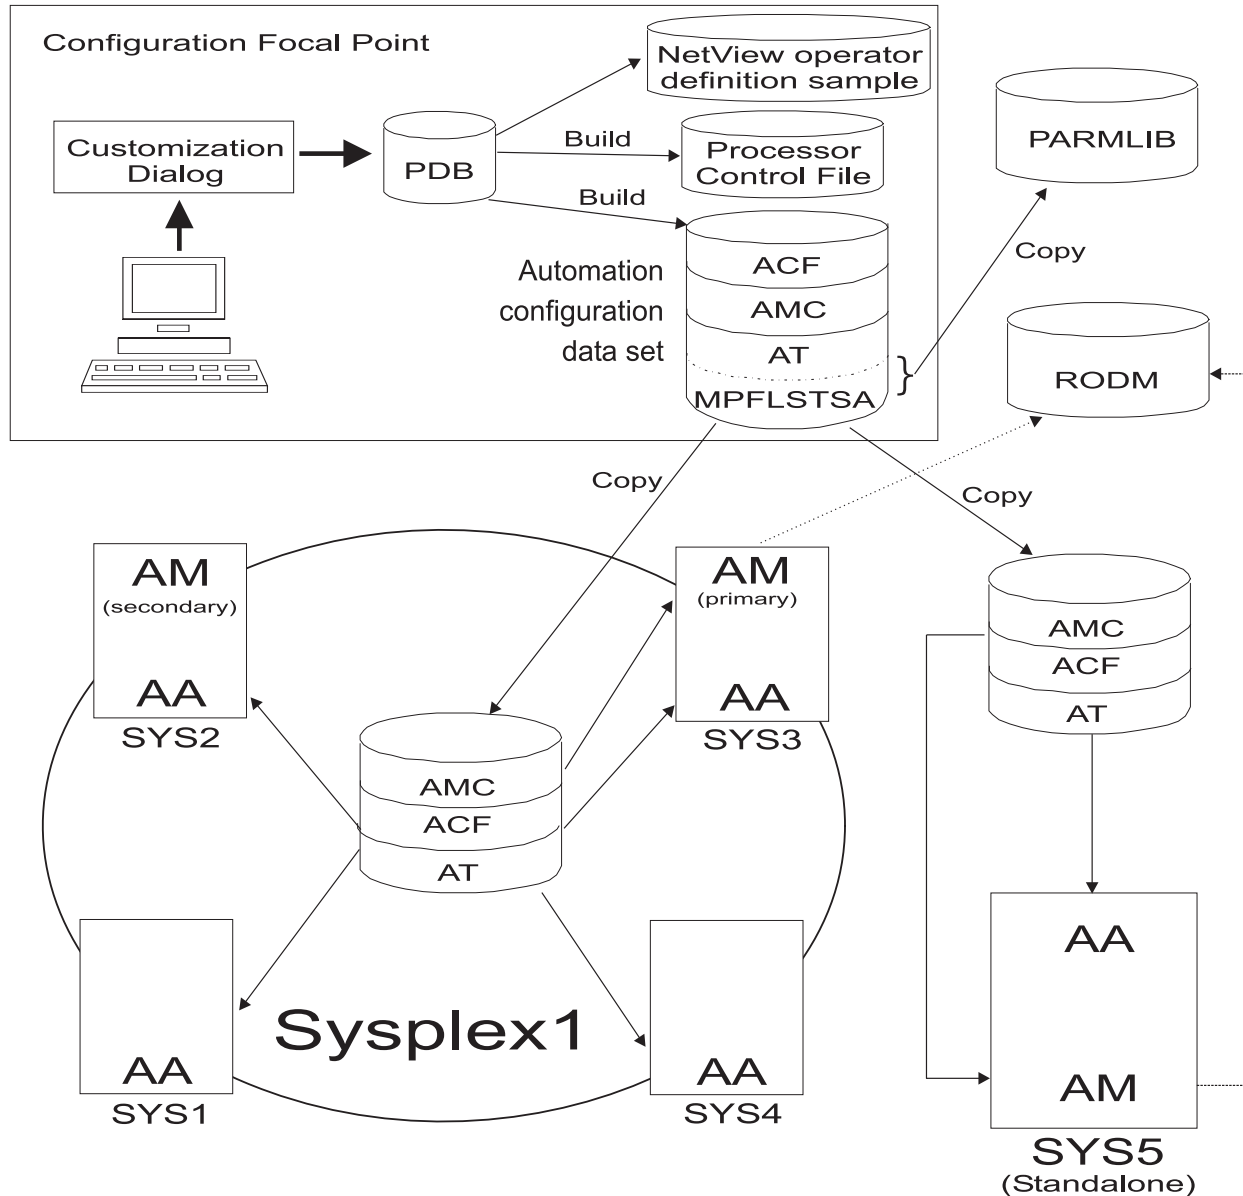 Configuration Focal Point
NetView operator
definition sample
Customization
Dialog
PDB
Build
Processor
Control File
Build
PARMLIB
Copy
Automation
configuration
data set
ACF
AMC
AT
MPFLSTSA
}
RODM
Copy
Copy
AM
(secondary)
AA
SYS2
AM
(primary)
AA
SYS3
AMC
ACF
AT
AMC
ACF
AT
Sysplex1
AA
SYS1
AA
SYS4
AA
AM
SYS5
(Standalone)